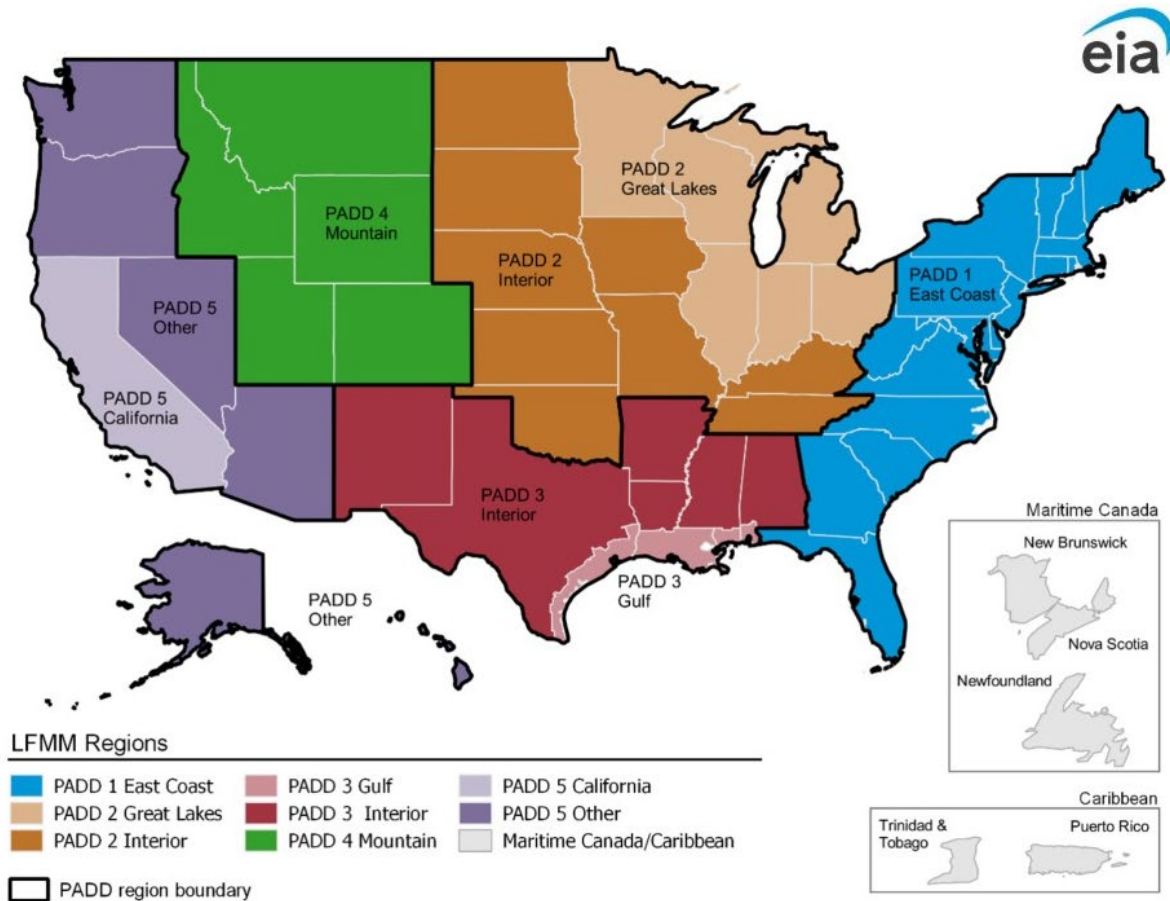 eia
PADD 2
Great Lakes
PADD 4
Mountain
PADD 2
Interior
PADD 1
East Coast
PADD 5
Other
PADD 5
California
PADD 3
Interior
PADD 3
Gulf
PADD 5
Other
Maritime Canada
New Brunswick
Nova Scotia
Newfoundland
LFMM Regions
PADD 1 East Coast
PADD 2 Great Lakes
PADD 2 Interior
PADD 3 Gulf
PADD 3 Interior
PADD 4 Mountain
PADD 5 California
PADD 5 Other
Maritime Canada/Caribbean
PADD region boundary
Caribbean
Trinidad &
Tobago
Puerto Rico